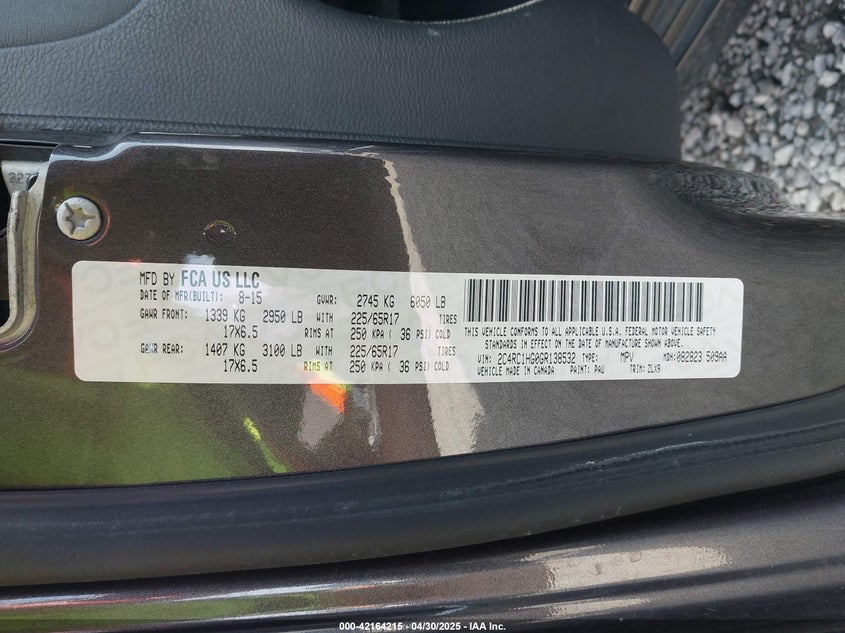 MFD BY FCA US LLC
DATE OF MFR(BUILT): 8-15 GVWR: 2745 KG 6050 LB
GAWR FRONT: 1339 KG 2950 LB WITH 225/65R17 TIRES
17X6.5 RIMS AT 250 KPA ( 36 PSI) COLD
GAWR REAR: 1407 KG 3100 LB WITH 225/65R17 TIRES
17X6.5 RIMS AT 250 KPA ( 36 PSI) COLD
THIS VEHICLE CONFORMS TO ALL APPLICABLE U.S.A. FEDERAL MOTOR VEHICLE SAFETY
STANDARDS IN EFFECT ON THE DATE OF MANUFACTURE SHOWN ABOVE.
VIN: 2C4RC1HG0GR138532 TYPE: MPV MDH: 082823 509AA
VEHICLE MADE IN CANADA PAINT: PAU TRIM: ZLX9
000-42164215 - 04/30/2025 - IAA Inc.